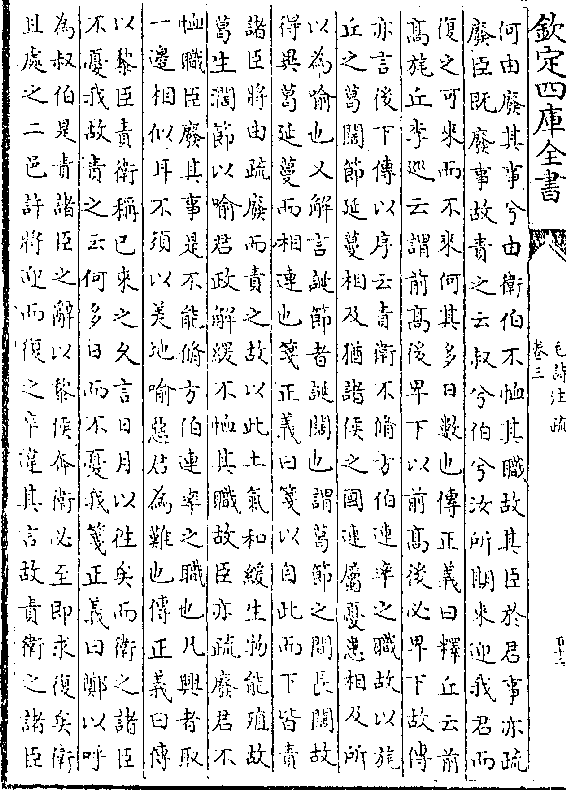 欽定四庫全書
毛詩注疏
卷三
何由廢其事兮由衛伯不恤其職故其臣於君事亦疏
廢臣既廢事故責之云叔兮伯兮汝所期來迎我君而
復之可來而不來何其多日數也傳正義曰釋丘云前
高旄丘李巡云謂前高後卑下以前高後必卑下故傳
亦言後下傳以序云責衛不脩方伯連率之職故以旄
丘之葛闊節延蔓相及猶諸侯之國連屬憂患相及所
以為喻也又解言誕節者誕闊也謂葛節之間長闊故
得異葛延蔓而相連也箋正義曰箋以自此而下皆責
諸臣將由疏廢而責之故以此土氣和緩生物能殖故
葛生濶節以喻君政解緩不恤其職故臣亦疏廢君不
恤職臣廢其事是不能脩方伯連率之職也凡興者取
一邊相似耳不須以美地喻惡君為難也傳正義曰傳
以黎臣責衛稱已來之久言日月以往矣而衛之諸臣
不憂我故責之云何多日而不憂我箋正義曰鄭以呼
為叔伯是責諸臣之辭以黎侯奔衛必至即求復矣衛
且處之二邑許將迎而復之卒違其言故責衛之諸臣